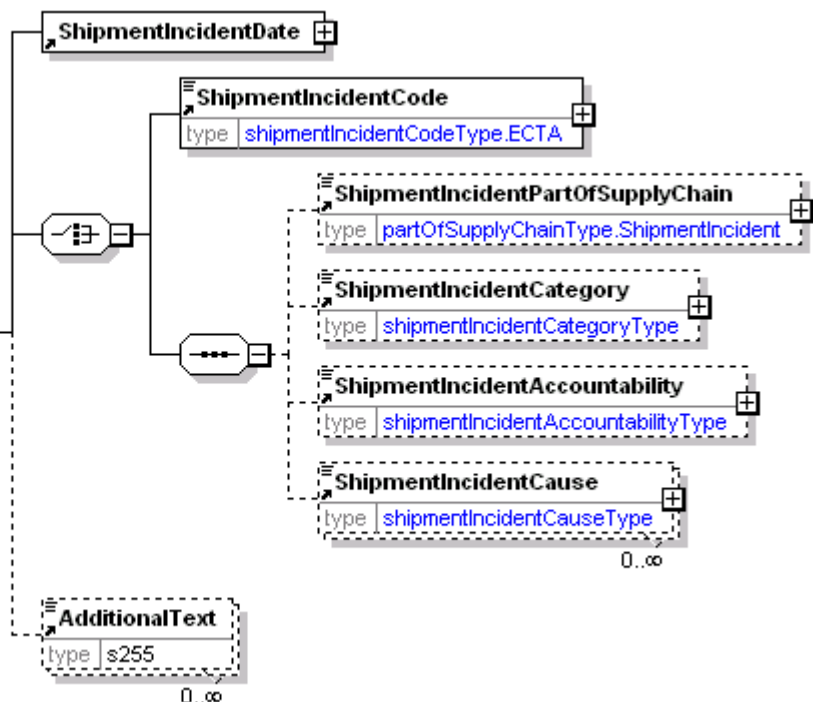 ShipmentIncidentDate
ShipmentIncidentCode
type shipmentIncidentCodeType.ECTA
ShipmentIncidentPartOfSupplyChain
type partOfSupplyChainType.ShipmentIncident
ShipmentIncidentCategory
type shipmentIncidentCategoryType
ShipmentIncidentAccountability
type shipmentIncidentAccountabilityType
ShipmentIncidentCause
type shipmentIncidentCauseType
0..∞
AdditionalText
type s255
0..∞